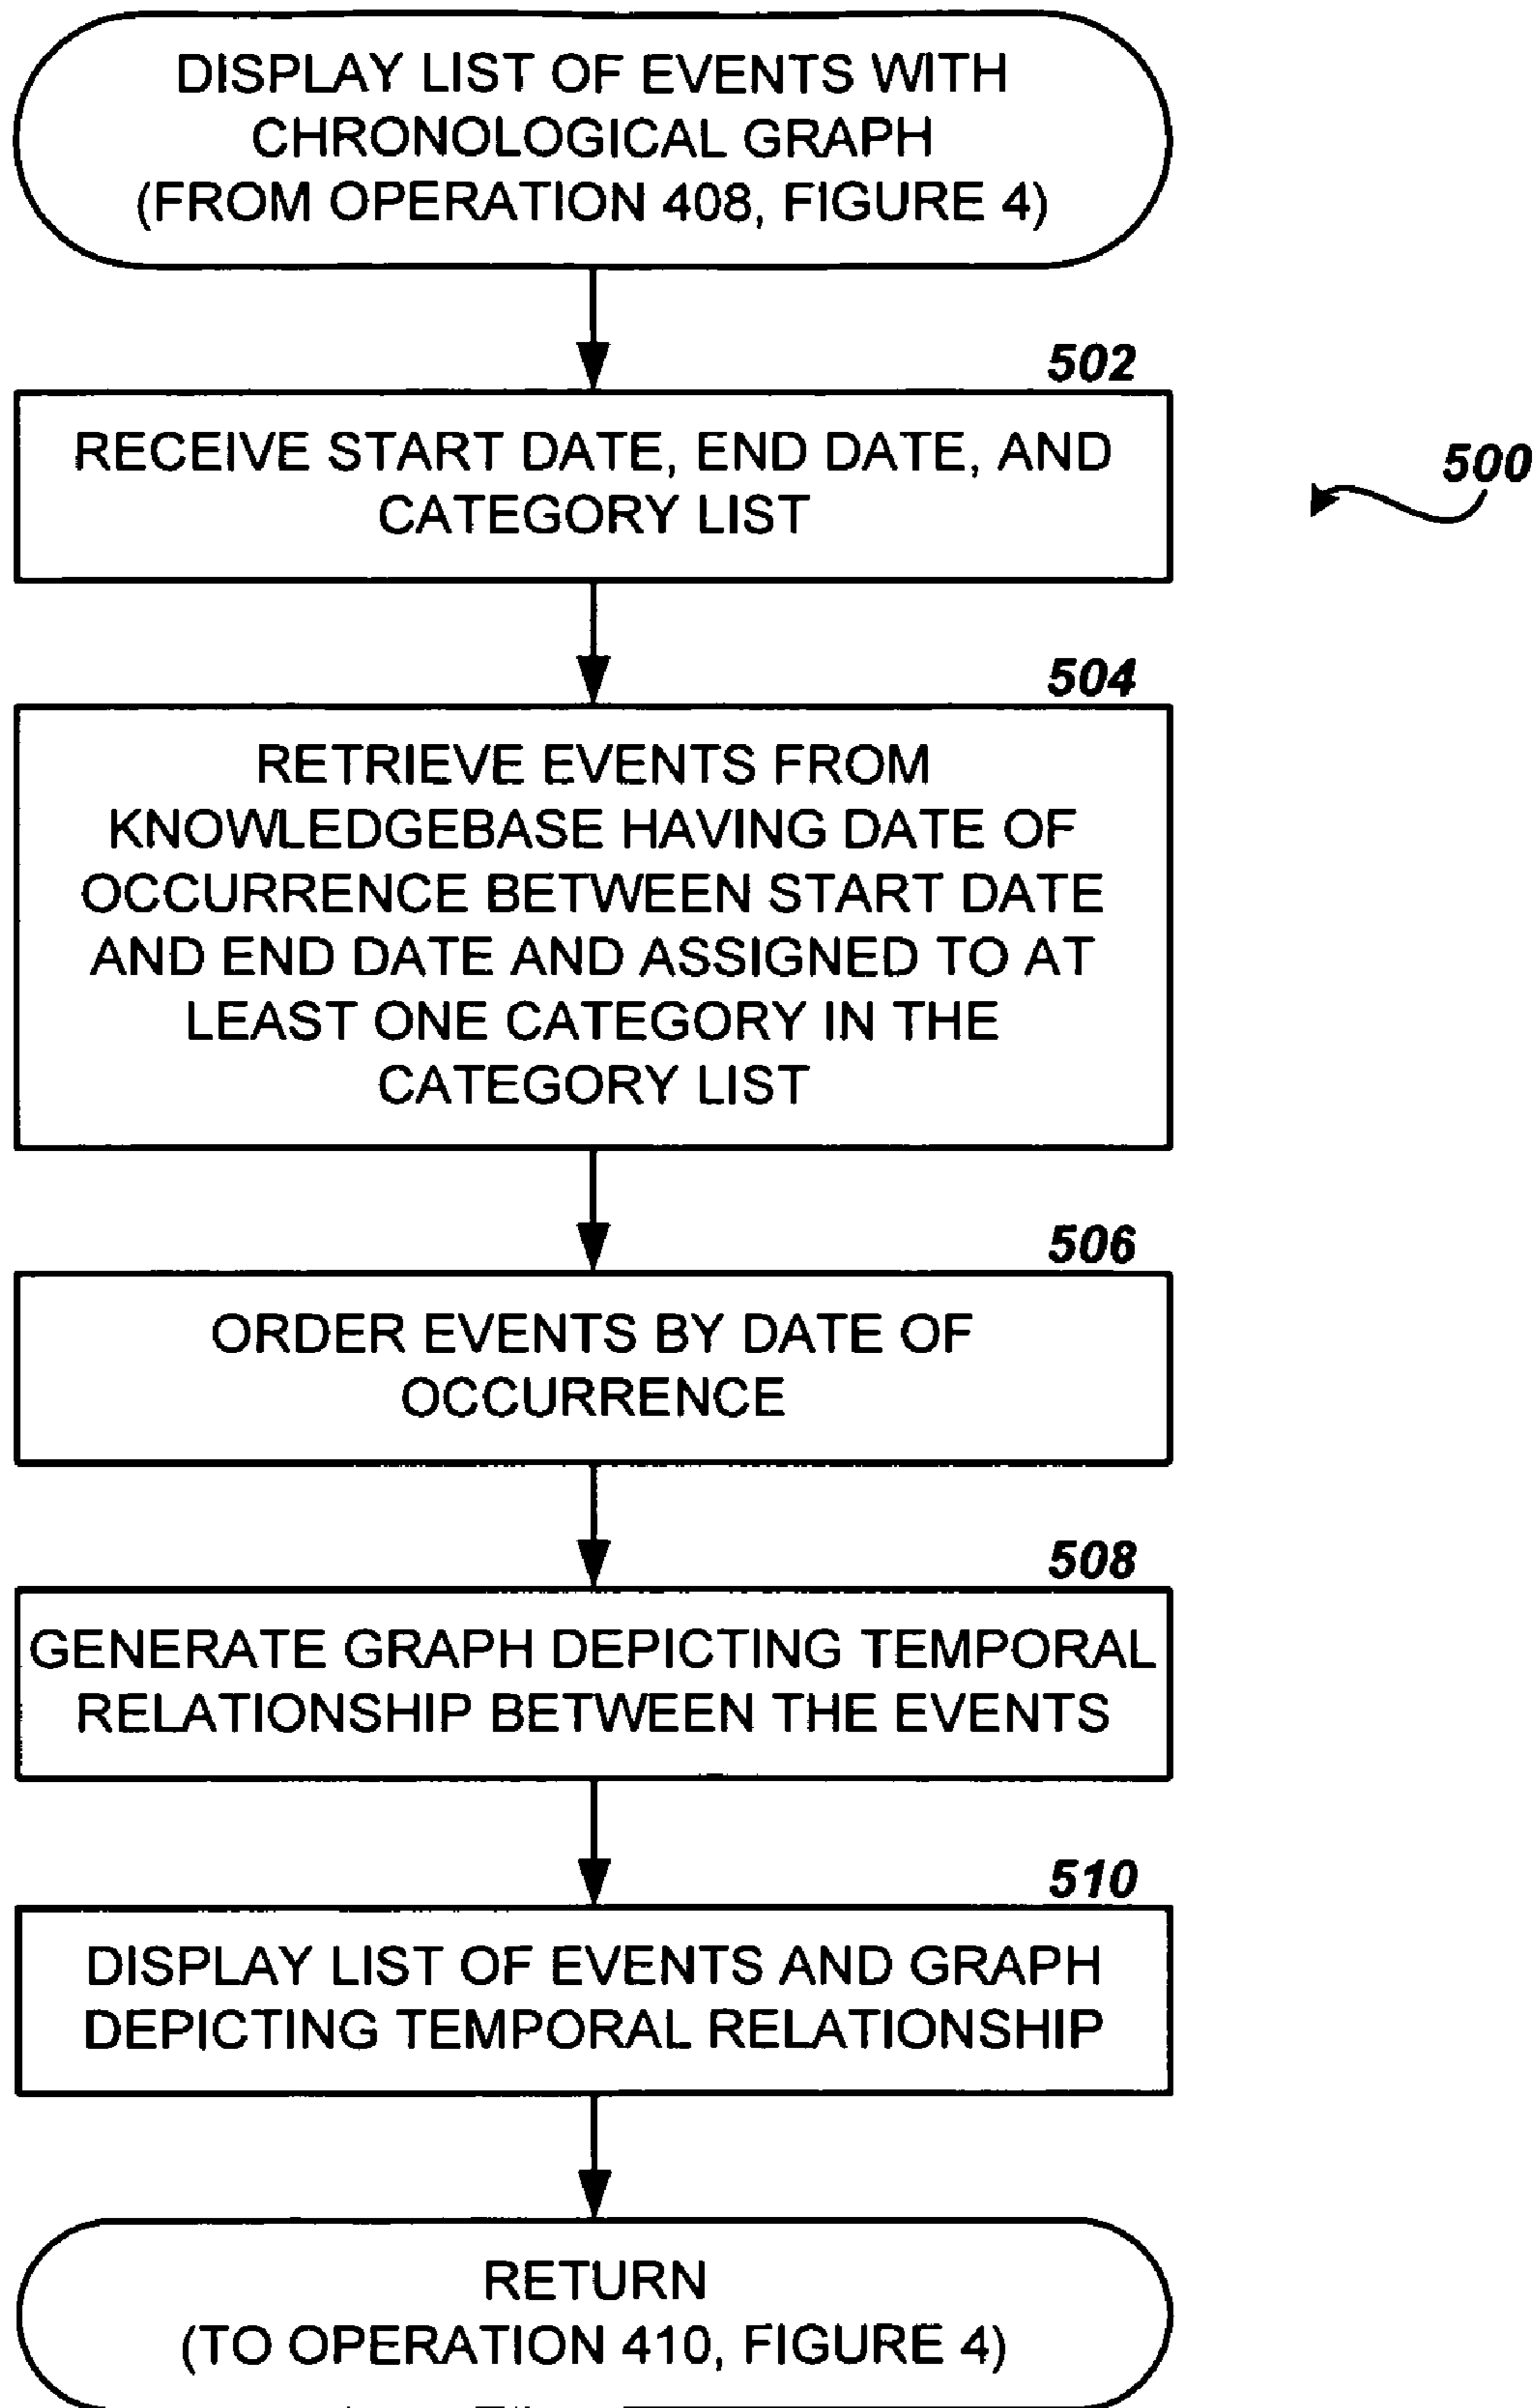 DISPLAY LIST OF EVENTS WITH
CHRONOLOGICAL GRAPH
(FROM OPERATION 408, FIGURE 4)
502
RECEIVE START DATE, END DATE, AND
CATEGORY LIST
500
504
RETRIEVE EVENTS FROM
KNOWLEDGEBASE HAVING DATE OF
OCCURRENCE BETWEEN START DATE
AND END DATE AND ASSIGNED TO AT
LEAST ONE CATEGORY IN THE
CATEGORY LIST
506
ORDER EVENTS BY DATE OF
OCCURRENCE
508
GENERATE GRAPH DEPICTING TEMPORAL
RELATIONSHIP BETWEEN THE EVENTS
510
DISPLAY LIST OF EVENTS AND GRAPH
DEPICTING TEMPORAL RELATIONSHIP
RETURN
(TO OPERATION 410, FIGURE 4)